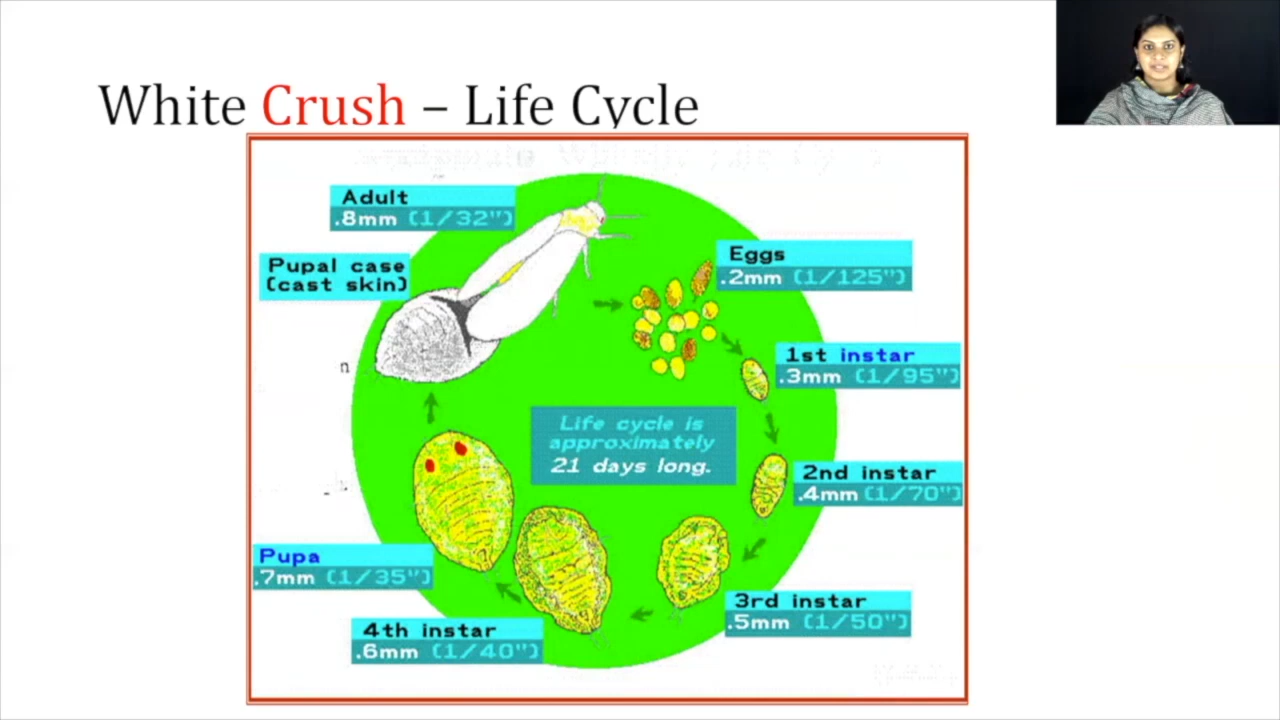 White Crush – Life Cycle
Adult
.8mm (1/32")
Pupal case
(cast skin)
Eggs
.2mm (1/125")
1st instar
.3mm (1/95")
n
Life cycle is
approximately
21 days long.
2nd instar
.4mm (1/70")
Pupa
.7mm (1/35")
3rd instar
.5mm (1/50")
4th instar
.6mm (1/40")